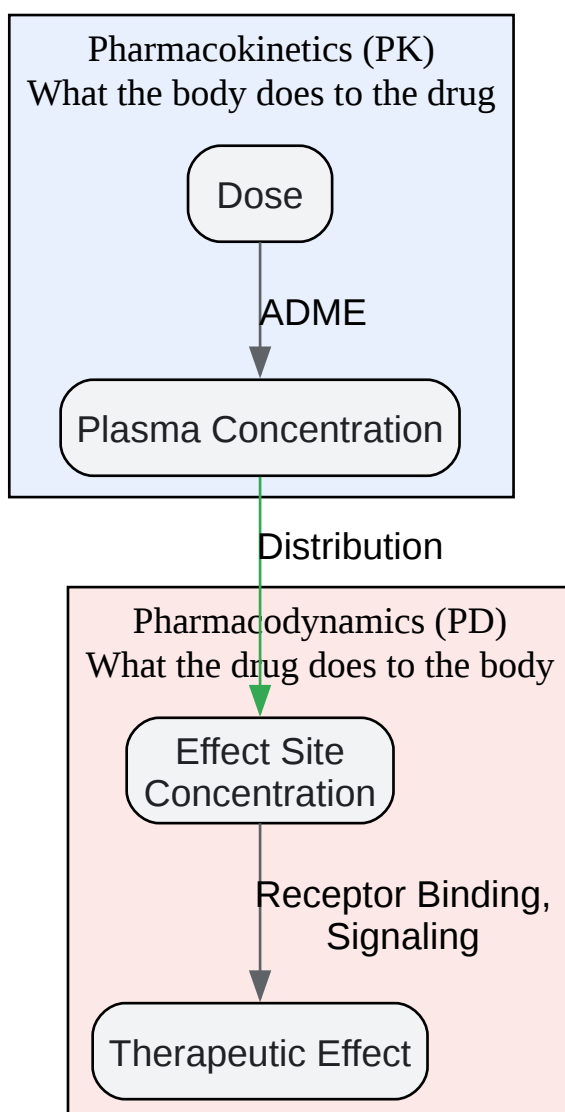 Pharmacokinetics (PK)
What the body does to the drug
Dose
ADME
Plasma Concentration
Distribution
Pharmacodynamics (PD)
What the drug does to the body
Effect Site
Concentration
Receptor Binding,
Signaling
Therapeutic Effect